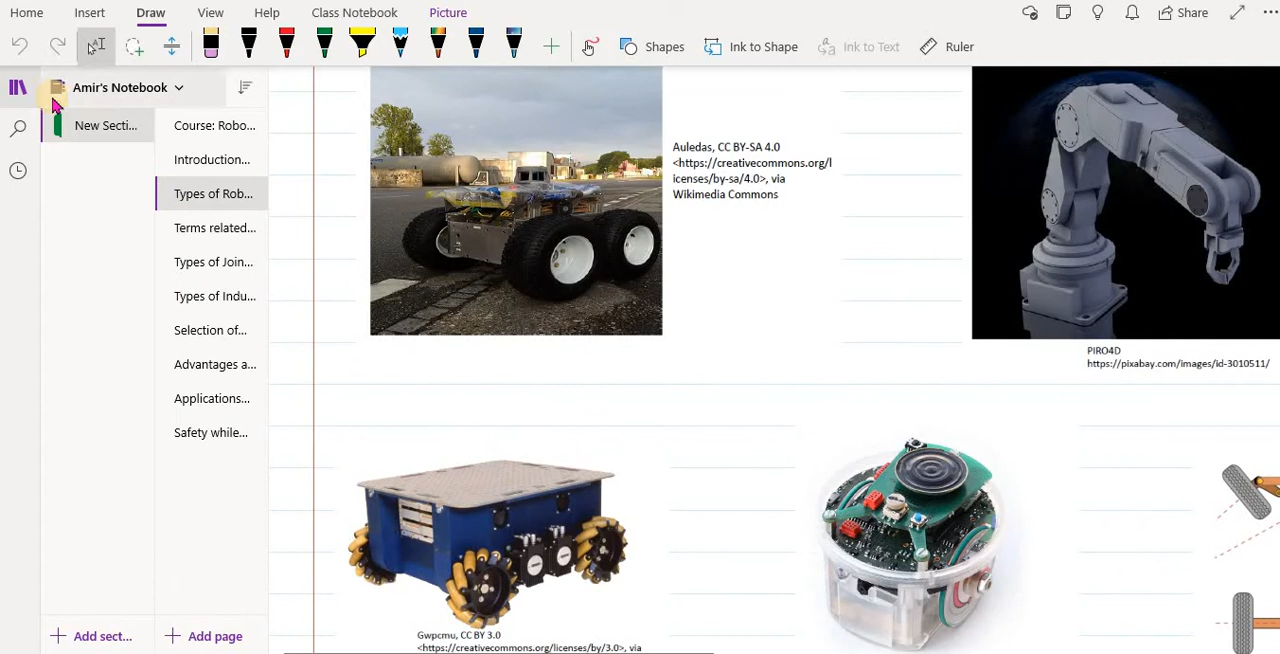 Home Insert Draw View Help Class Notebook Picture Share
Shapes Ink to Shape Ink to Text Ruler
Amir's Notebook
New Secti...
Course: Robo...
Introduction...
Types of Rob...
Terms related...
Types of Join...
Types of Indu...
Selection of...
Advantages a...
Applications...
Safety while...
Add sect...
Add page
Auledas, CC BY-SA 4.0
<https://creativecommons.org/l
icenses/by-sa/4.0>, via
Wikimedia Commons
PIRO4D
https://pixabay.com/images/id-3010511/
Gwpcmu, CC BY 3.0
<https://creativecommons.org/licenses/by/3.0>, via